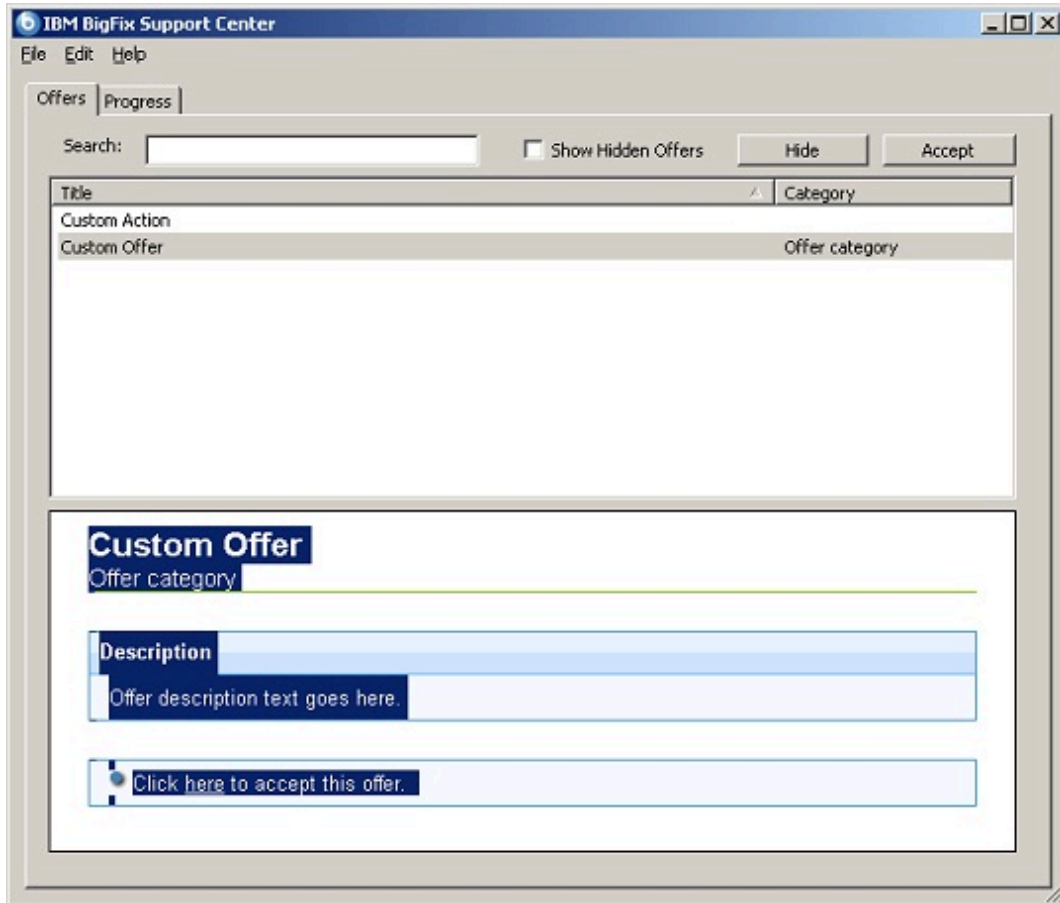 IBM BigFix Support Center
File Edit Help
Offers Progress
Search: Show Hidden Offers Hide Accept
Title Category
Custom Action
Custom Offer Offer category
Custom Offer
Offer category
Description
Offer description text goes here.
Click here to accept this offer.